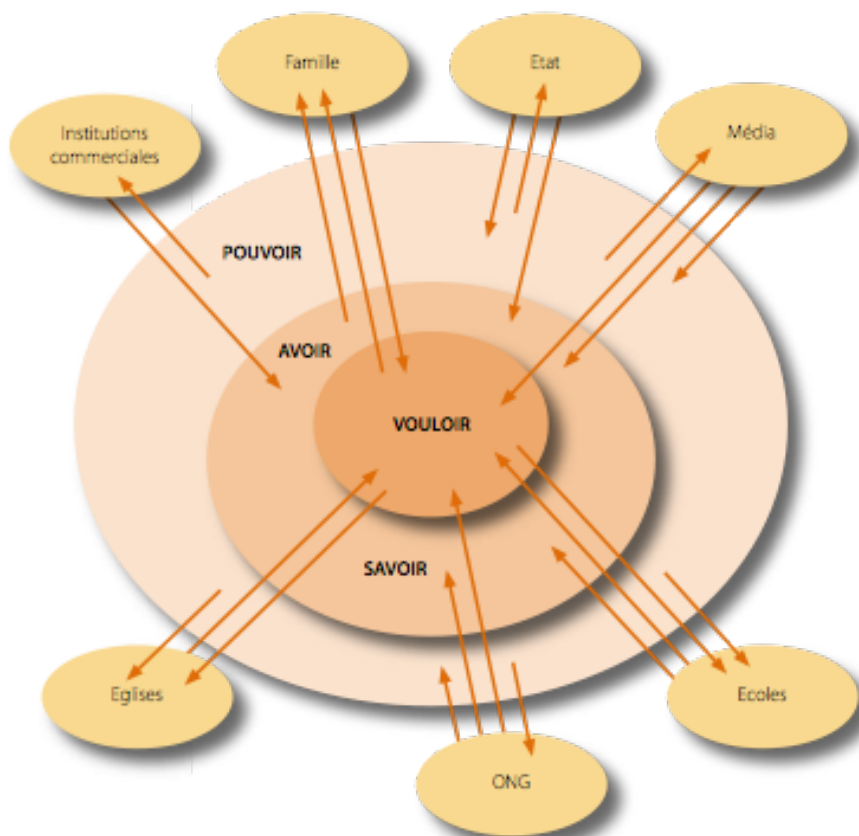 Famille
Etat
Institutions
commerciales
Média
POUVOIR
AVOIR
VOULOIR
SAVOIR
Eglises
Ecoles
ONG